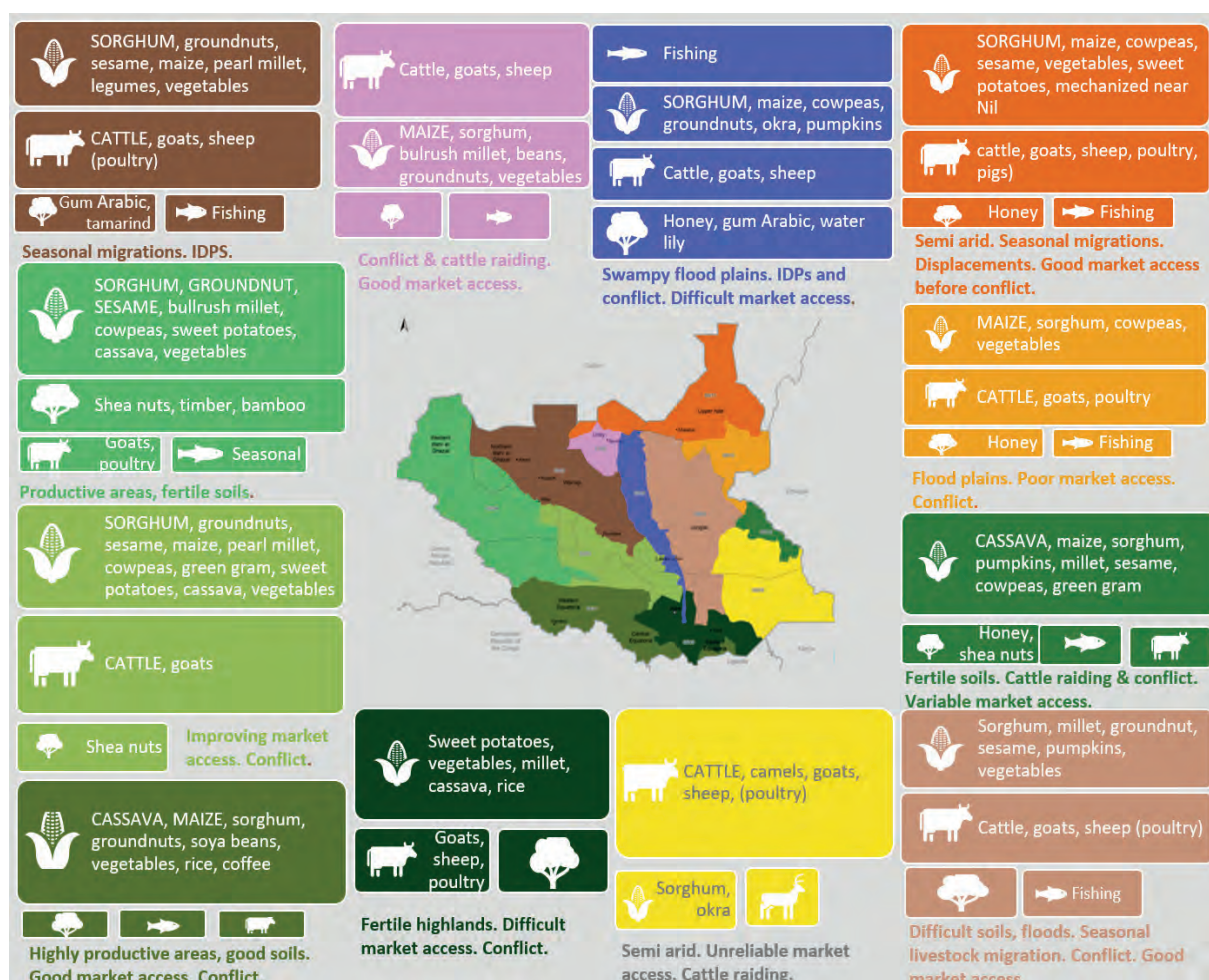 SORGHUM, groundnuts,
sesame, maize, pearl millet,
legumes, vegetables
CATTLE, goats, sheep
(poultry)
Gum Arabic,
tamarind
Fishing
Seasonal migrations. IDPS.
Cattle, goats, sheep
MAIZE, sorghum,
bulrush millet, beans,
groundnuts, vegetables
Conflict & cattle raiding.
Good market access.
Fishing
SORGHUM, maize, cowpeas,
groundnuts, okra, pumpkins
Cattle, goats, sheep
Honey, gum Arabic, water
lily
Swampy flood plains. IDPs and
conflict. Difficult market access.
SORGHUM, maize, cowpeas,
sesame, vegetables, sweet
potatoes, mechanized near
Nil
cattle, goats, sheep, poultry,
pigs)
Honey
Fishing
Semi arid. Seasonal migrations.
Displacements. Good market access
before conflict.
SORGHUM, GROUNDNUT,
SESAME, bullrush millet,
cowpeas, sweet potatoes,
cassava, vegetables
Shea nuts, timber, bamboo
Goats,
poultry
Seasonal
Productive areas, fertile soils.
MAIZE, sorghum, cowpeas,
vegetables
CATTLE, goats, poultry
Honey
Fishing
Flood plains. Poor market access.
Conflict.
SORGHUM, groundnuts,
sesame, maize, pearl millet,
cowpeas, green gram, sweet
potatoes, cassava, vegetables
CATTLE, goats
Shea nuts
Improving market
access. Conflict.
CASSAVA, maize, sorghum,
pumpkins, millet, sesame,
cowpeas, green gram
Honey,
shea nuts
Fertile soils. Cattle raiding & conflict.
Variable market access.
CASSAVA, MAIZE, sorghum,
groundnuts, soya beans,
vegetables, rice, coffee
Highly productive areas, good soils.
Good market access. Conflict.
Sweet potatoes,
vegetables, millet,
cassava, rice
Goats,
sheep,
poultry
Fertile highlands. Difficult
market access. Conflict.
CATTLE, camels, goats,
sheep, (poultry)
Sorghum,
okra
Semi arid. Unreliable market
access. Cattle raiding.
Sorghum, millet, groundnut,
sesame, pumpkins,
vegetables
Cattle, goats, sheep (poultry)
Fishing
Difficult soils, floods. Seasonal
livestock migration. Conflict. Good
market access.